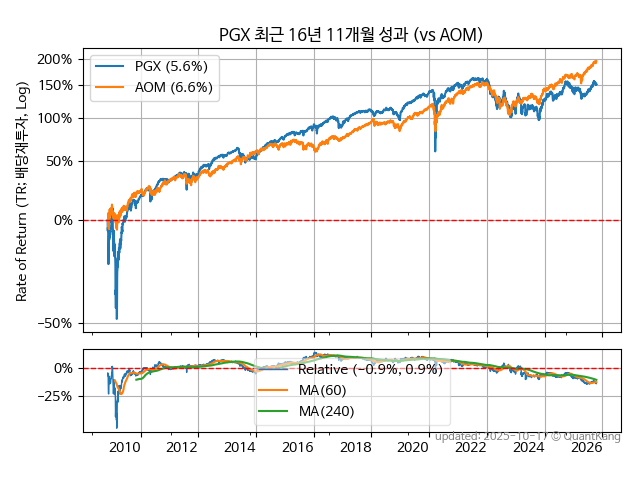 PGX 최근 16년 11개월 성과 (vs AOM)
Rate of Return (TR: 배당재투자, Log)
200%
150%
100%
50%
0%
−50%
PGX (5.6%)
AOM (6.6%)
0%
−25%
Relative (−0.9%, 0.9%)
MA(60)
MA(240)
updated: 2025-10-17 © QuantKang
2010 2012 2014 2016 2018 2020 2022 2024 2026